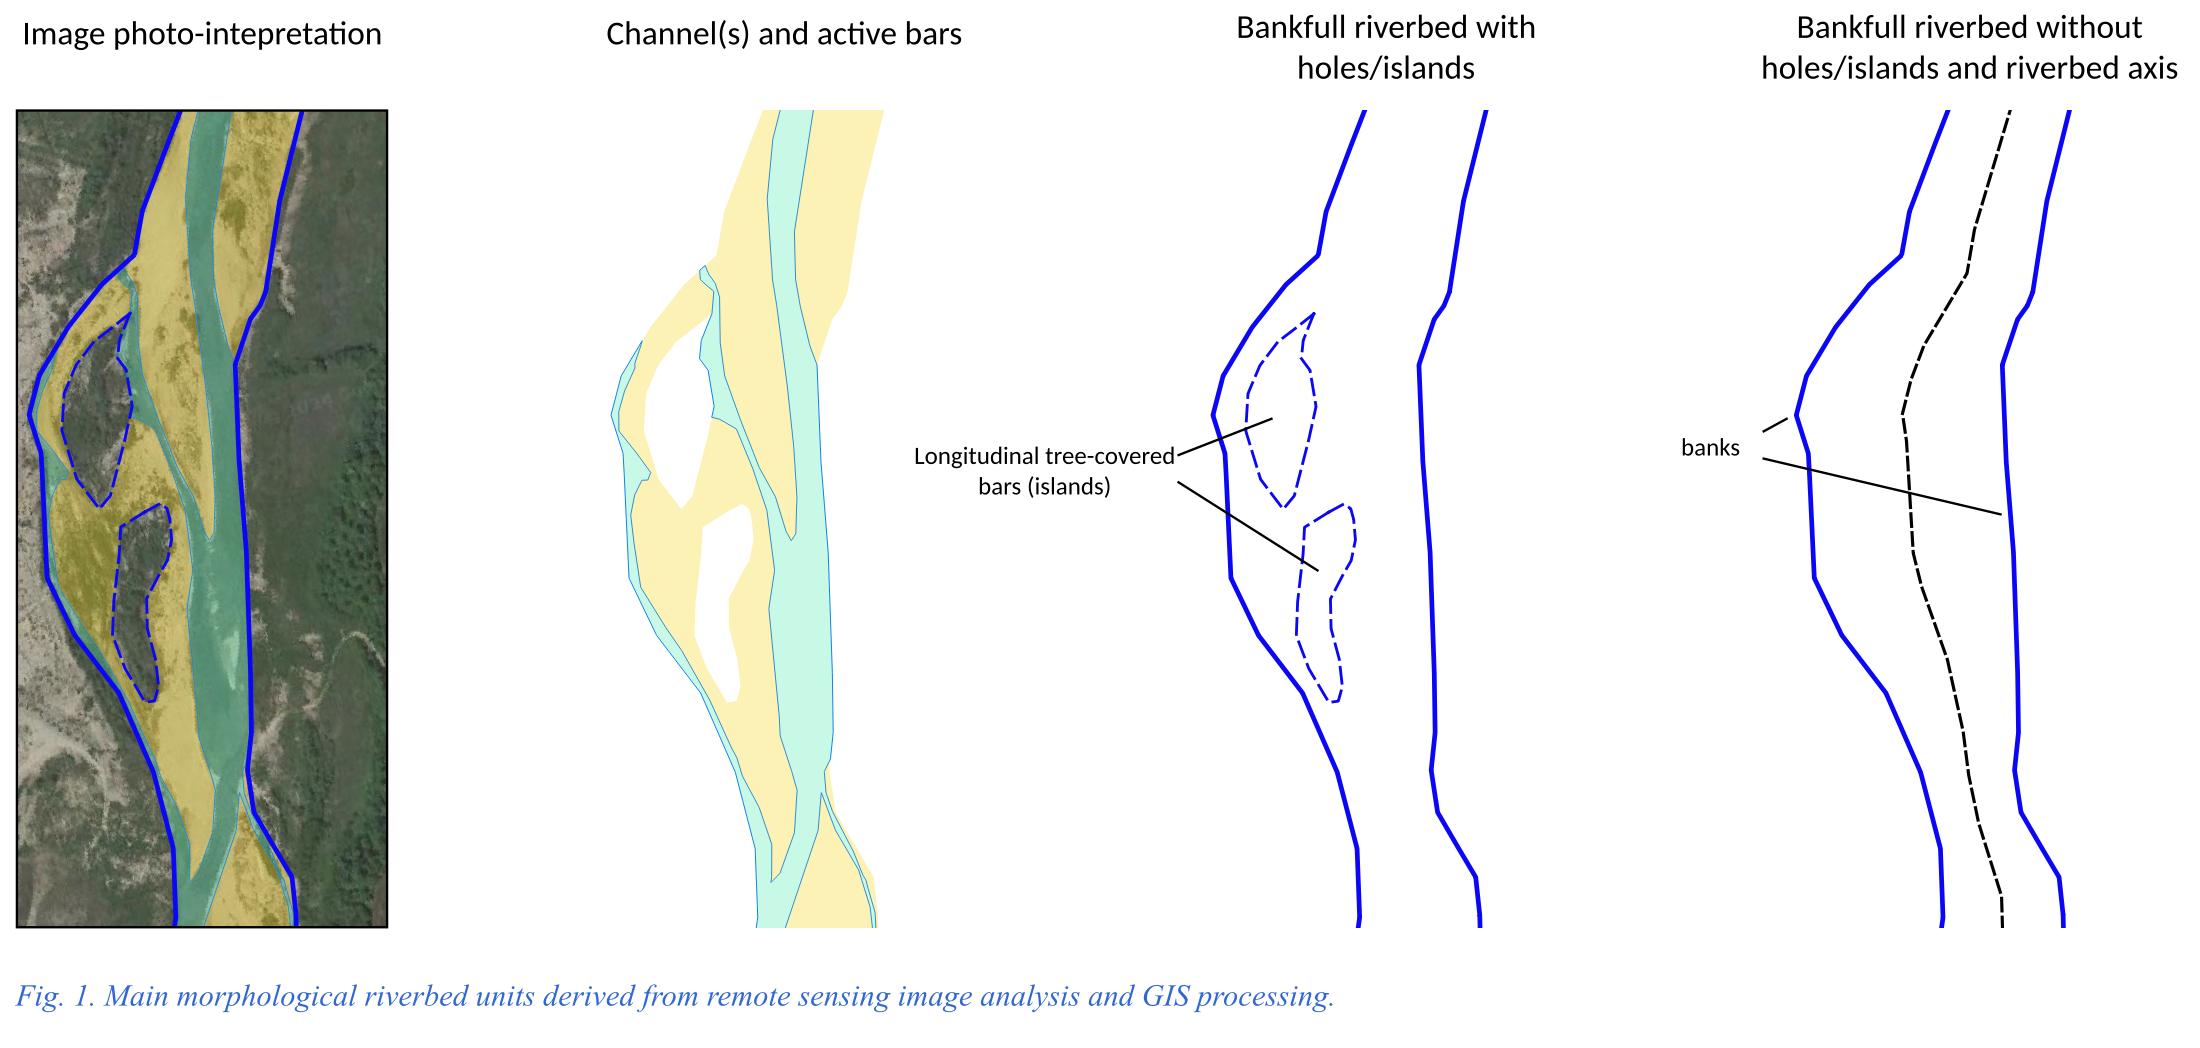 Image photo-intepretation
Channel(s) and active bars
Bankfull riverbed with
holes/islands
Bankfull riverbed without
holes/islands and riverbed axis
Longitudinal tree-covered
bars (islands)
banks
Fig. 1. Main morphological riverbed units derived from remote sensing image analysis and GIS processing.